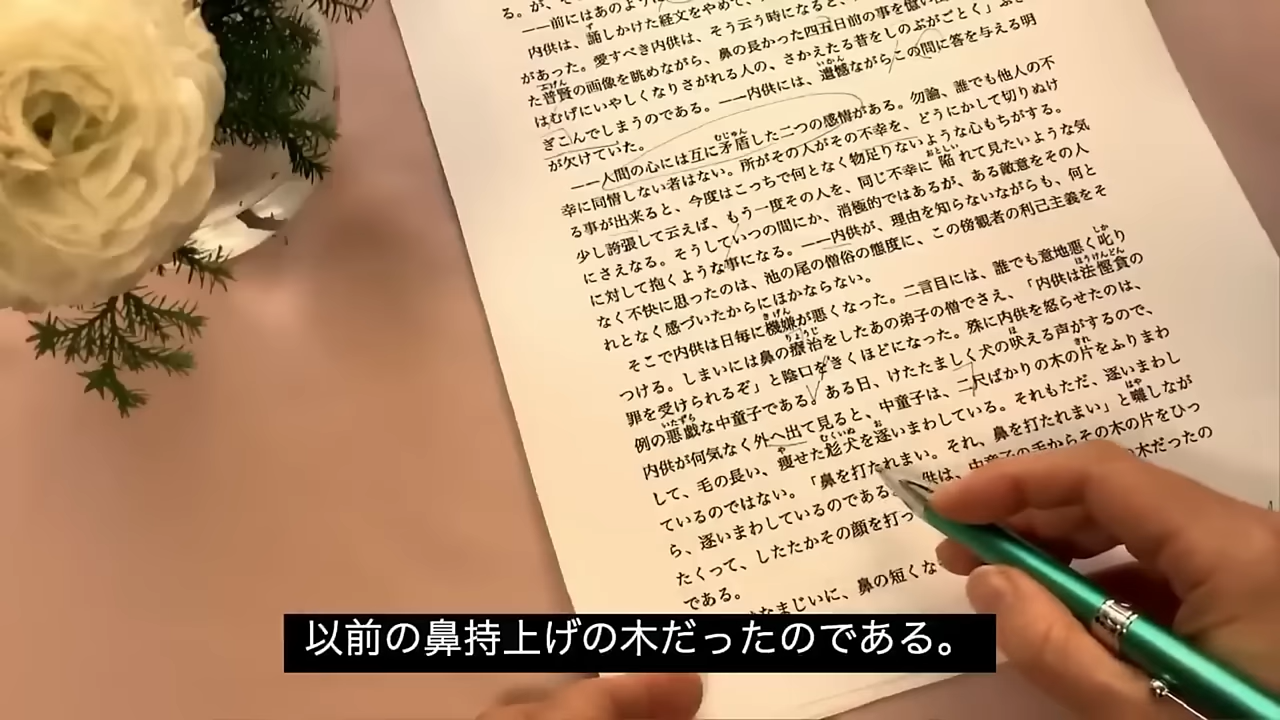 る。が、そ
――前にはあのように
内供は、誦しかけた経文をやめて、
があった。愛すべき内供は、そう云う時になると、
た普賢の画像を眺めながら、鼻の長かった四五日前の事を憶い
はむげにいやしくなりさがれる人の、さかえたる昔をしのぶがごとく」ふさ
ぎこんでしまうのである。――内供には、遺憾ながらこの問に答を与える明
が欠けていた。
――人間の心には互に矛盾した二つの感情がある。勿論、誰でも他人の不
幸に同情しない者はない。所がその人がその不幸を、どうにかして切りぬけ
る事が出来ると、今度はこっちで何となく物足りないような心もちがする。
少し誇張して云えば、もう一度その人を、同じ不幸に陥れて見たいような気
にさえなる。そうしていつの間にか、消極的ではあるが、ある敵意をその人
に対して抱くような事になる。――内供が、理由を知らないながらも、何と
なく不快に思ったのは、池の尾の僧俗の態度に、この傍観者の利己主義をそ
れとなく感づいたからにほかならない。
そこで内供は日毎に機嫌が悪くなった。二言目には、誰でも意地悪く叱り
つける。しまいには鼻の療治をしたあの弟子の僧でさえ、「内供は法慳貪の
罪を受けられるぞ」と陰口をきくほどになった。殊に内供を怒らせたのは、
例の悪戯な中童子である。ある日、けたたましく犬の吠える声がするので、
内供が何気なく外へ出て見ると、中童子は、二尺ばかりの木の片をふりまわ
して、毛の長い、痩せた尨犬を逐いまわしている。それもただ、逐いまわし
ているのではない。「鼻を打たれまい。それ、鼻を打たれまい」と囃しなが
ら、逐いまわしているのである 供は、中童子の手からその木の片をひっ
たくって、したたかその顔を打っ の木だったの
である。
なまじいに、鼻の短くな
以前の鼻持上げの木だったのである。